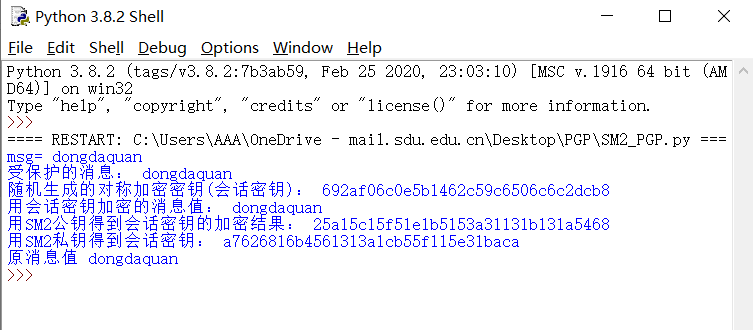 Python 3.8.2 Shell
File Edit Shell Debug Options Window Help
Python 3.8.2 (tags/v3.8.2:7b3ab59, Feb 25 2020, 23:03:10) [MSC v.1916 64 bit (AM
D64)] on win32
Type "help", "copyright", "credits" or "license()" for more information.
>>>
==== RESTART: C:\Users\AAA\OneDrive - mail.sdu.edu.cn\Desktop\PGP\SM2_PGP.py ===
msg= dongdaquan
受保护的消息： dongdaquan
随机生成的对称加密密钥(会话密钥)： 692af06c0e5b1462c59c6506c6c2dcb8
用会话密钥加密的消息值： dongdaquan
用SM2公钥得到会话密钥的加密结果： 25a15c15f51e1b5153a31131b131a5468
用SM2私钥得到会话密钥： a7626816b4561313a1cb55f115e31baca
原消息值 dongdaquan
>>>